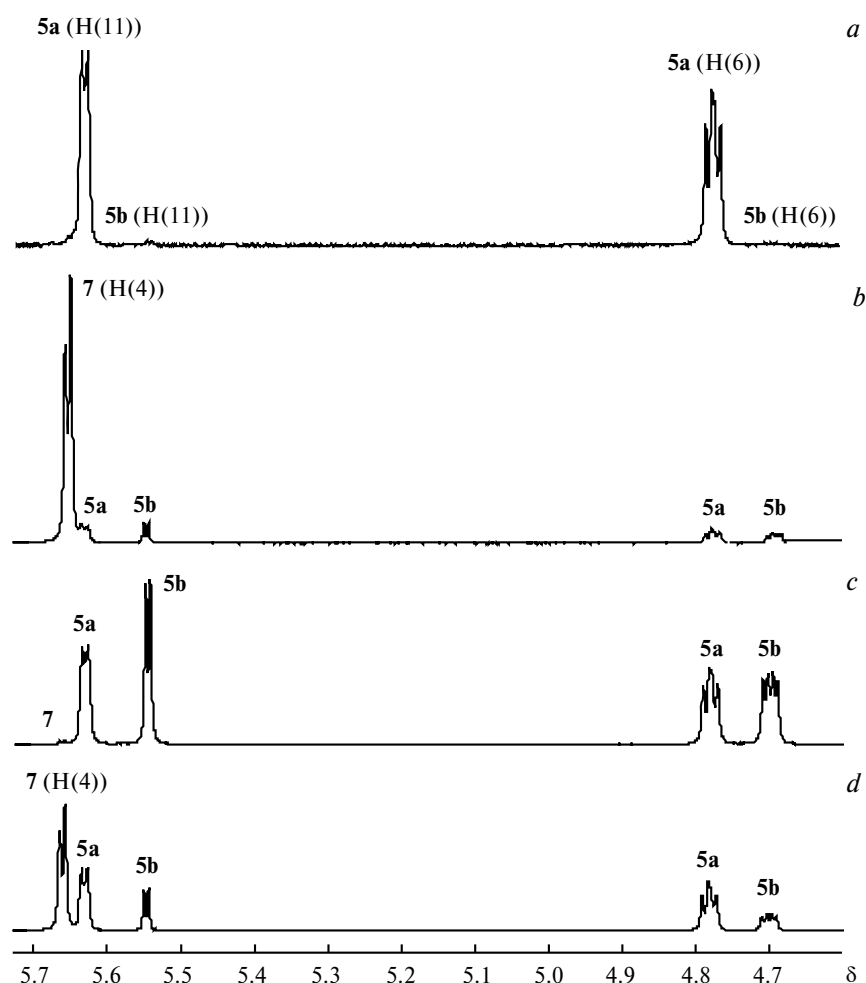 5a (H(11))
a
5a (H(6))
5b (H(11))
5b (H(6))
7 (H(4))
b
5a
5b
5a
5b
c
5b
5a
5a
5b
7
7 (H(4))
d
5a
5b
5a
5b
5.7 5.6 5.5 5.4 5.3 5.2 5.1 5.0 4.9 4.8 4.7 δ